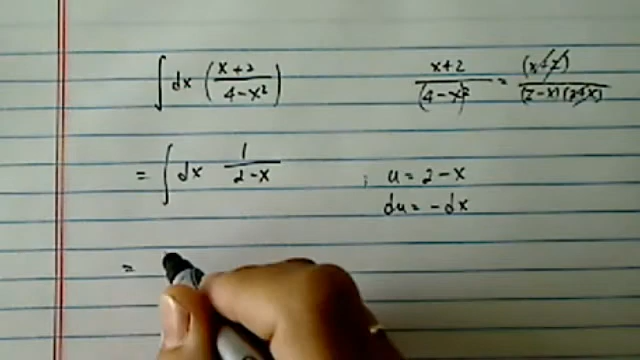 ∫ dx (x+2 / 4-x²)    x+2 / (4-x²) = (x+2) / (2-x)(2+x)
= ∫ dx 1 / 2-x    ; u = 2-x
du = -dx
=